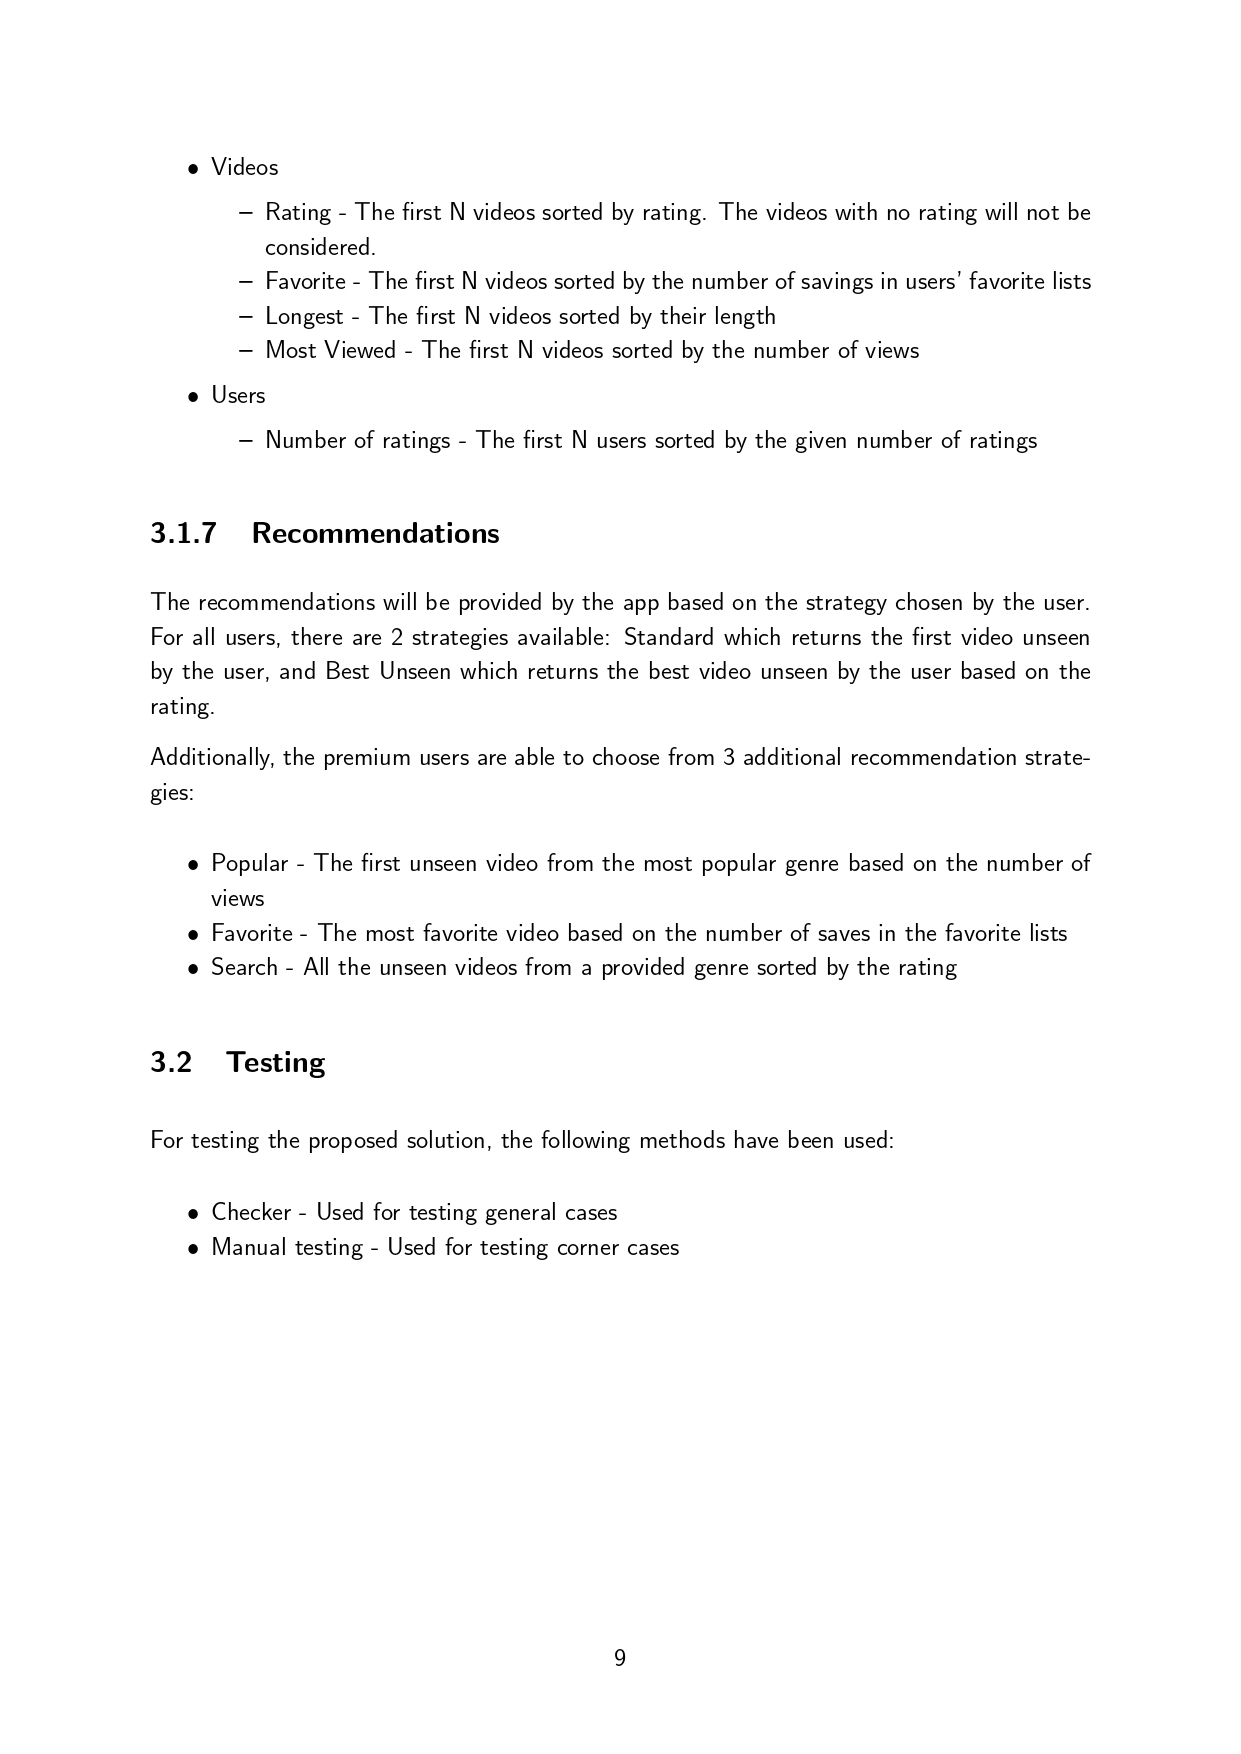 • Videos
– Rating - The first N videos sorted by rating. The videos with no rating will not be
considered.
– Favorite - The first N videos sorted by the number of savings in users' favorite lists
– Longest - The first N videos sorted by their length
– Most Viewed - The first N videos sorted by the number of views
• Users
– Number of ratings - The first N users sorted by the given number of ratings
3.1.7 Recommendations
The recommendations will be provided by the app based on the strategy chosen by the user.
For all users, there are 2 strategies available: Standard which returns the first video unseen
by the user, and Best Unseen which returns the best video unseen by the user based on the
rating.
Additionally, the premium users are able to choose from 3 additional recommendation strate-
gies:
• Popular - The first unseen video from the most popular genre based on the number of
views
• Favorite - The most favorite video based on the number of saves in the favorite lists
• Search - All the unseen videos from a provided genre sorted by the rating
3.2 Testing
For testing the proposed solution, the following methods have been used:
• Checker - Used for testing general cases
• Manual testing - Used for testing corner cases
9